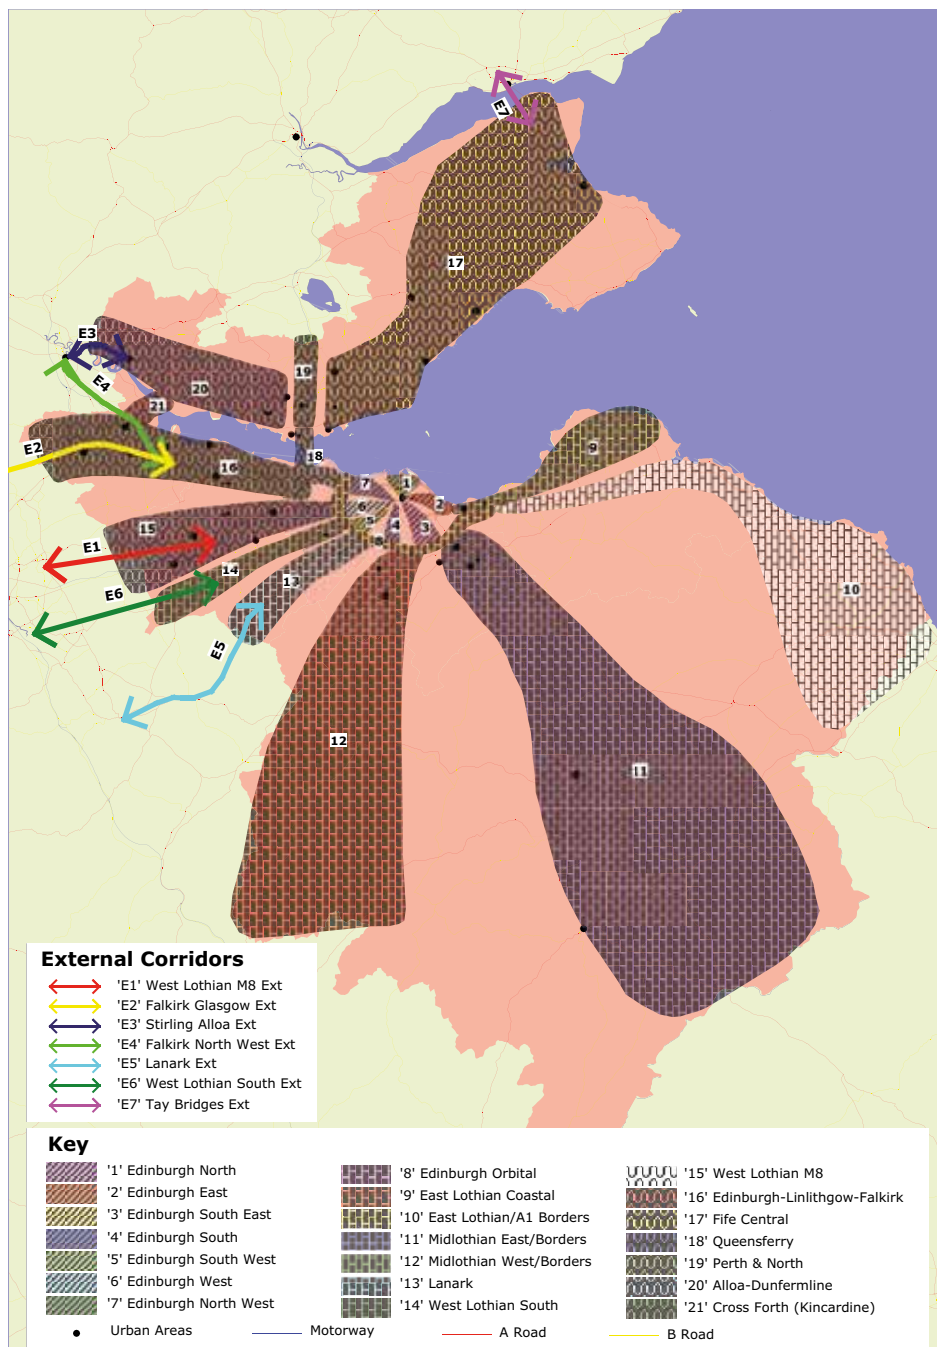 E7
17
E3
19
E4
20
21
9
E2
18
16
7
1
6
2
5
4
3
15
E1
14
13
10
E6
E5
12
11
External Corridors
'E1' West Lothian M8 Ext
'E2' Falkirk Glasgow Ext
'E3' Stirling Alloa Ext
'E4' Falkirk North West Ext
'E5' Lanark Ext
'E6' West Lothian South Ext
'E7' Tay Bridges Ext
Key
'1' Edinburgh North
'2' Edinburgh East
'3' Edinburgh South East
'4' Edinburgh South
'5' Edinburgh South West
'6' Edinburgh West
'7' Edinburgh North West
'8' Edinburgh Orbital
'9' East Lothian Coastal
'10' East Lothian/A1 Borders
'11' Midlothian East/Borders
'12' Midlothian West/Borders
'13' Lanark
'14' West Lothian South
'15' West Lothian M8
'16' Edinburgh-Linlithgow-Falkirk
'17' Fife Central
'18' Queensferry
'19' Perth & North
'20' Alloa-Dunfermline
'21' Cross Forth (Kincardine)
Urban Areas
Motorway
A Road
B Road